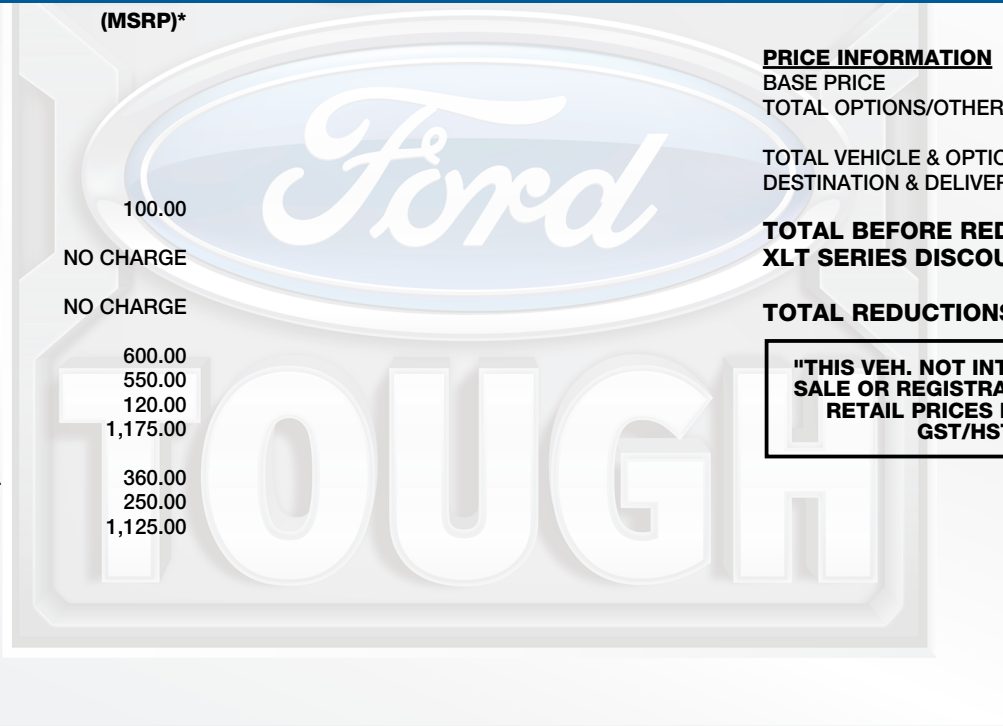 (MSRP)*
100.00
NO CHARGE
NO CHARGE
600.00
550.00
120.00
1,175.00
360.00
250.00
1,125.00
Ford
TOUGH
PRICE INFORMATION
BASE PRICE
TOTAL OPTIONS/OTHER
TOTAL VEHICLE & OPTIO
DESTINATION & DELIVER
TOTAL BEFORE RED
XLT SERIES DISCOU
TOTAL REDUCTIONS
"THIS VEH. NOT INT
SALE OR REGISTRA
RETAIL PRICES
GST/HST